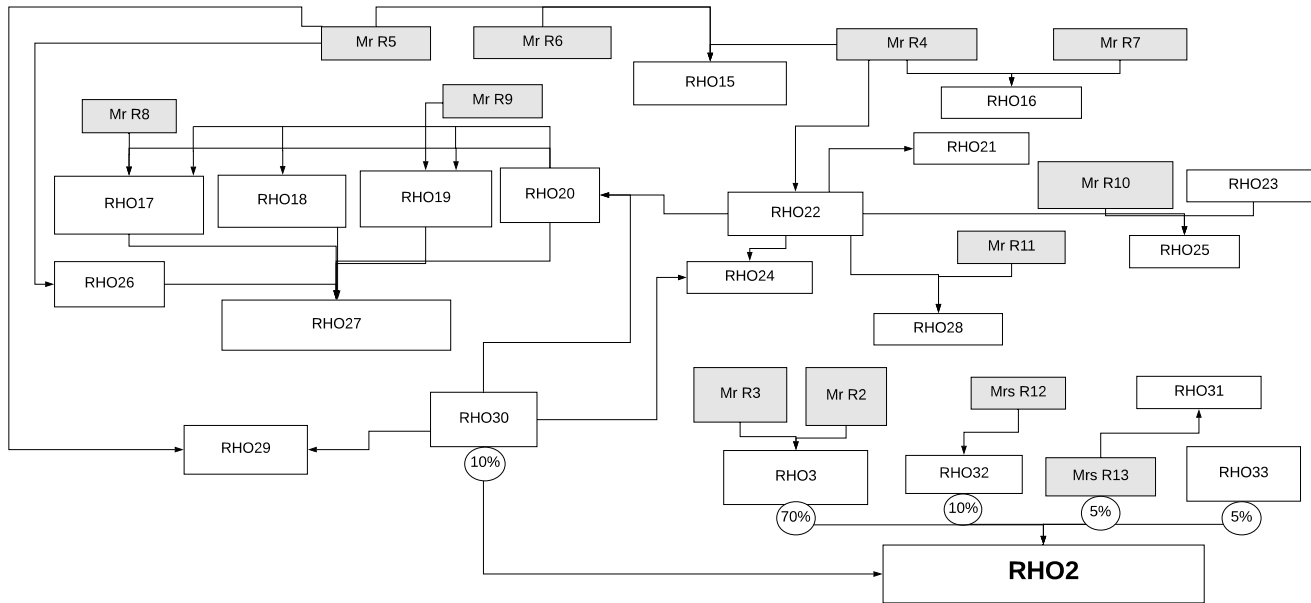 Mr R5
Mr R6
Mr R4
Mr R7
RHO15
RHO16
Mr R8
Mr R9
RHO21
RHO17
RHO18
RHO19
RHO20
RHO22
Mr R10
RHO23
RHO26
RHO24
Mr R11
RHO25
RHO27
RHO28
RHO30
Mr R3
Mr R2
Mrs R12
RHO31
RHO29
10%
RHO3
RHO32
Mrs R13
RHO33
70%
10%
5%
5%
RHO2